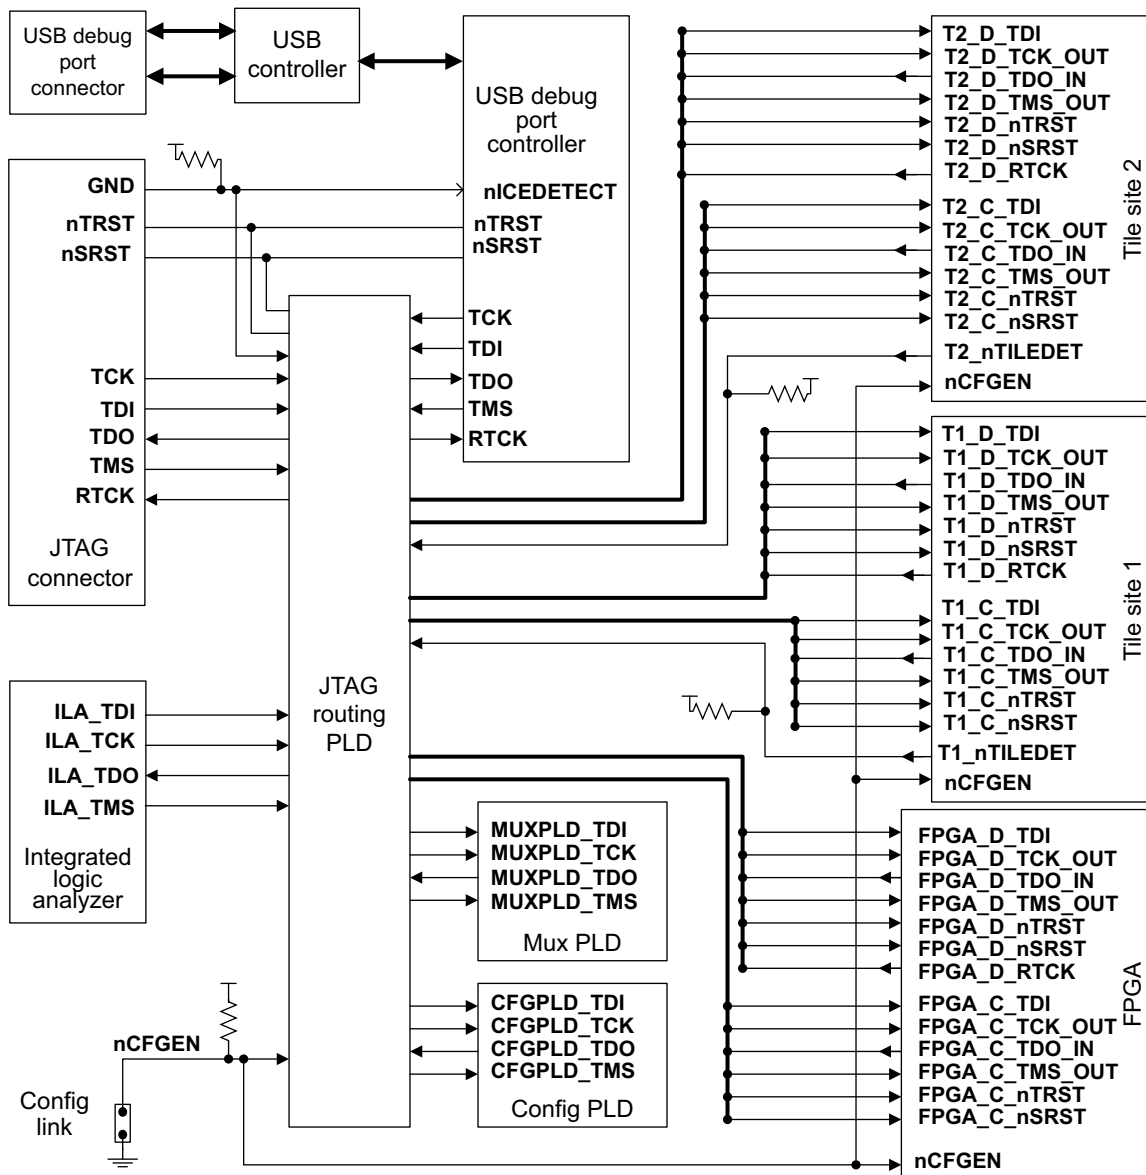 USB debug
port
connector
USB
controller
USB debug
port
controller
nICEDETECT
nTRST
nSRST
TCK
TDI
TDO
TMS
RTCK
GND
nTRST
nSRST
TCK
TDI
TDO
TMS
RTCK
JTAG
connector
ILA_TDI
ILA_TCK
ILA_TDO
ILA_TMS
Integrated
logic
analyzer
nCFGEN
Config
link
JTAG
routing
PLD
MUXPLD_TDI
MUXPLD_TCK
MUXPLD_TDO
MUXPLD_TMS
Mux PLD
CFGPLD_TDI
CFGPLD_TCK
CFGPLD_TDO
CFGPLD_TMS
Config PLD
T2_D_TDI
T2_D_TCK_OUT
T2_D_TDO_IN
T2_D_TMS_OUT
T2_D_nTRST
T2_D_nSRST
T2_D_RTCK
T2_C_TDI
T2_C_TCK_OUT
T2_C_TDO_IN
T2_C_TMS_OUT
T2_C_nTRST
T2_C_nSRST
T2_nTILEDET
nCFGEN
Tile site 2
T1_D_TDI
T1_D_TCK_OUT
T1_D_TDO_IN
T1_D_TMS_OUT
T1_D_nTRST
T1_D_nSRST
T1_D_RTCK
T1_C_TDI
T1_C_TCK_OUT
T1_C_TDO_IN
T1_C_TMS_OUT
T1_C_nTRST
T1_C_nSRST
T1_nTILEDET
nCFGEN
Tile site 1
FPGA_D_TDI
FPGA_D_TCK_OUT
FPGA_D_TDO_IN
FPGA_D_TMS_OUT
FPGA_D_nTRST
FPGA_D_nSRST
FPGA_D_RTCK
FPGA_C_TDI
FPGA_C_TCK_OUT
FPGA_C_TDO_IN
FPGA_C_TMS_OUT
FPGA_C_nTRST
FPGA_C_nSRST
nCFGEN
FPGA